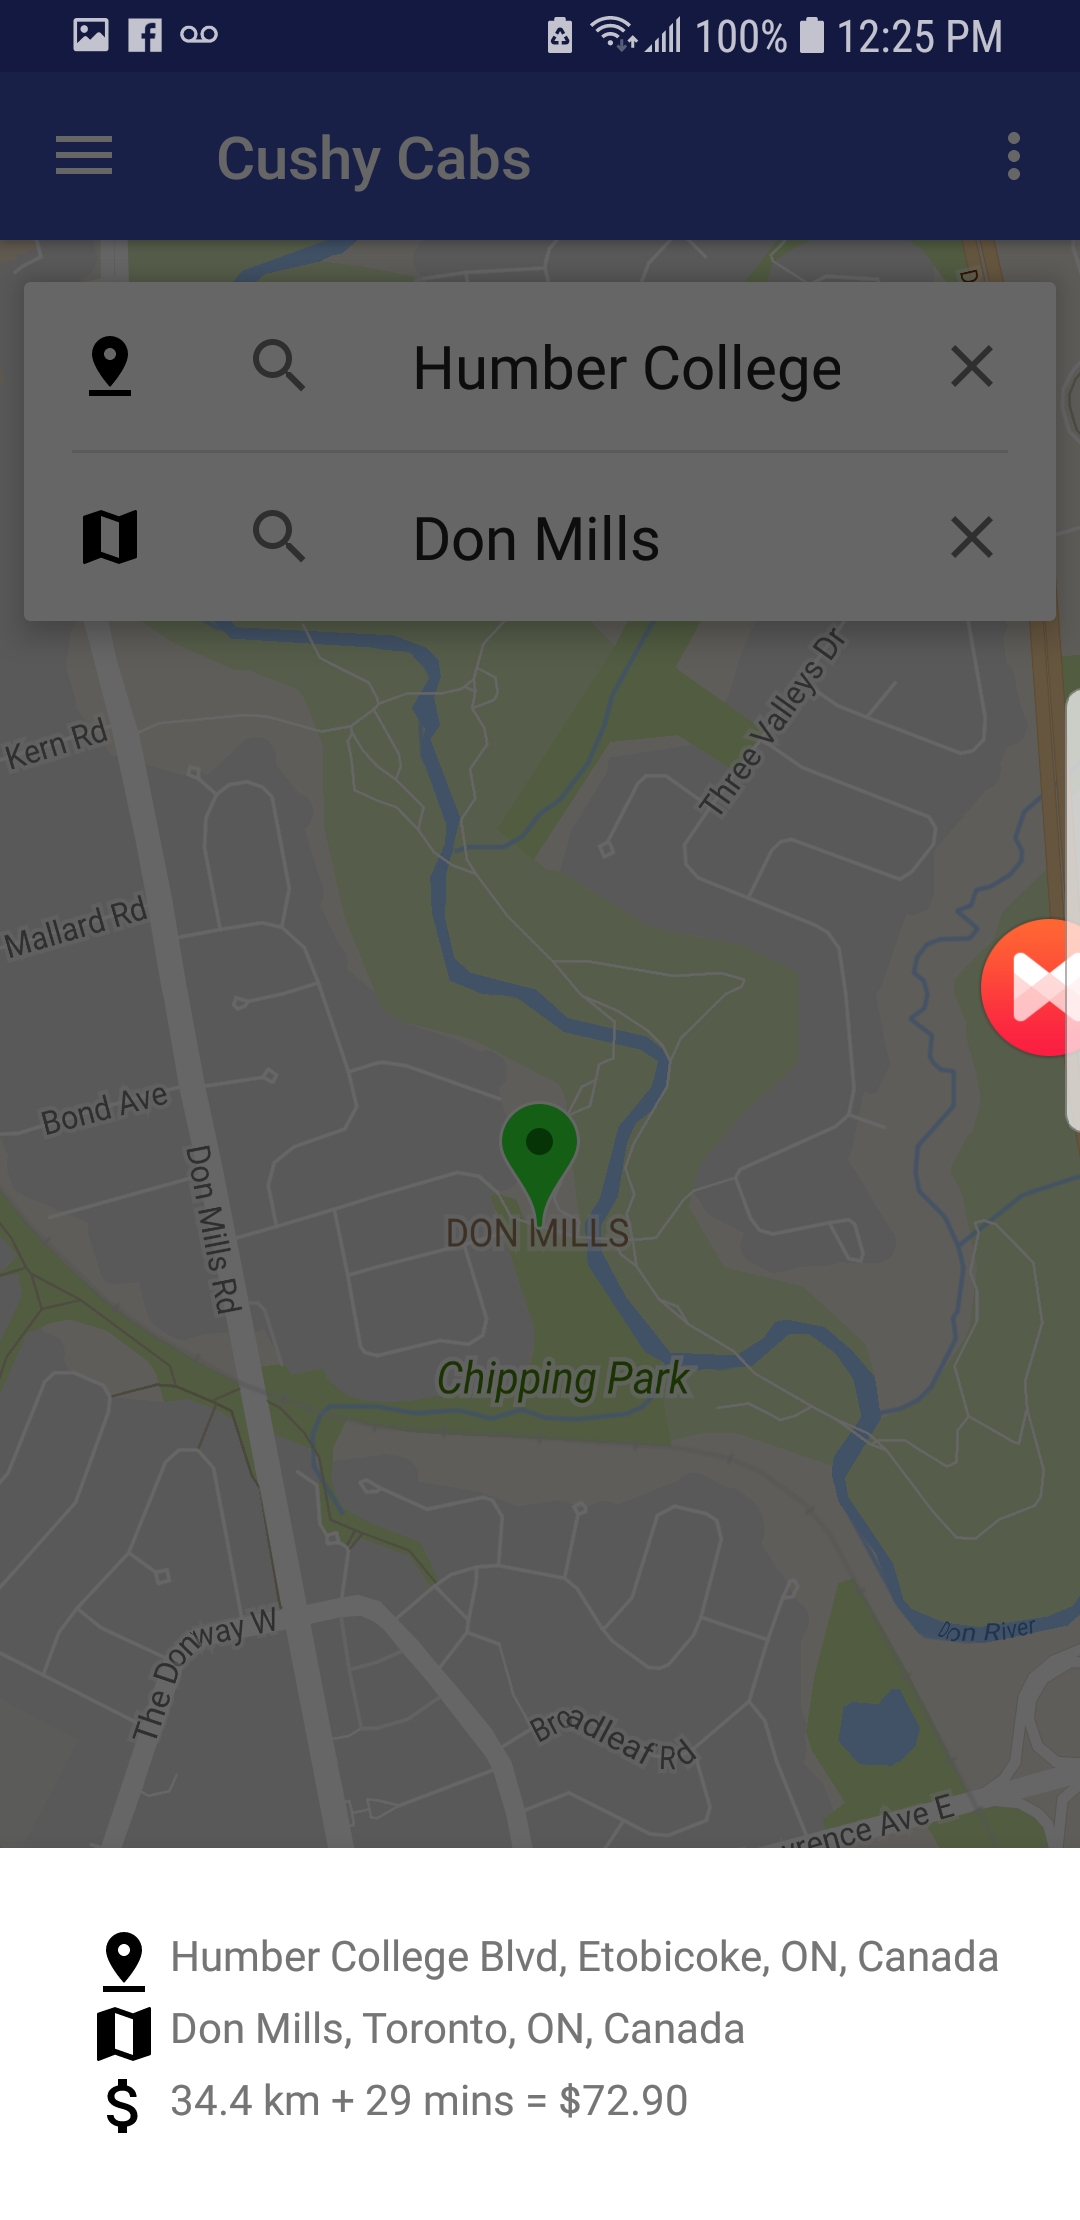 100% 12:25 PM
Cushy Cabs
D
Humber College
Don Mills
Three Valleys Dr
Kern Rd
Mallard Rd
Bond Ave
Don Mills Rd
DON MILLS
Chipping Park
The Donway W
Don River
Broadleaf Rd
wrence Ave E
Humber College Blvd, Etobicoke, ON, Canada
Don Mills, Toronto, ON, Canada
34.4 km + 29 mins = $72.90